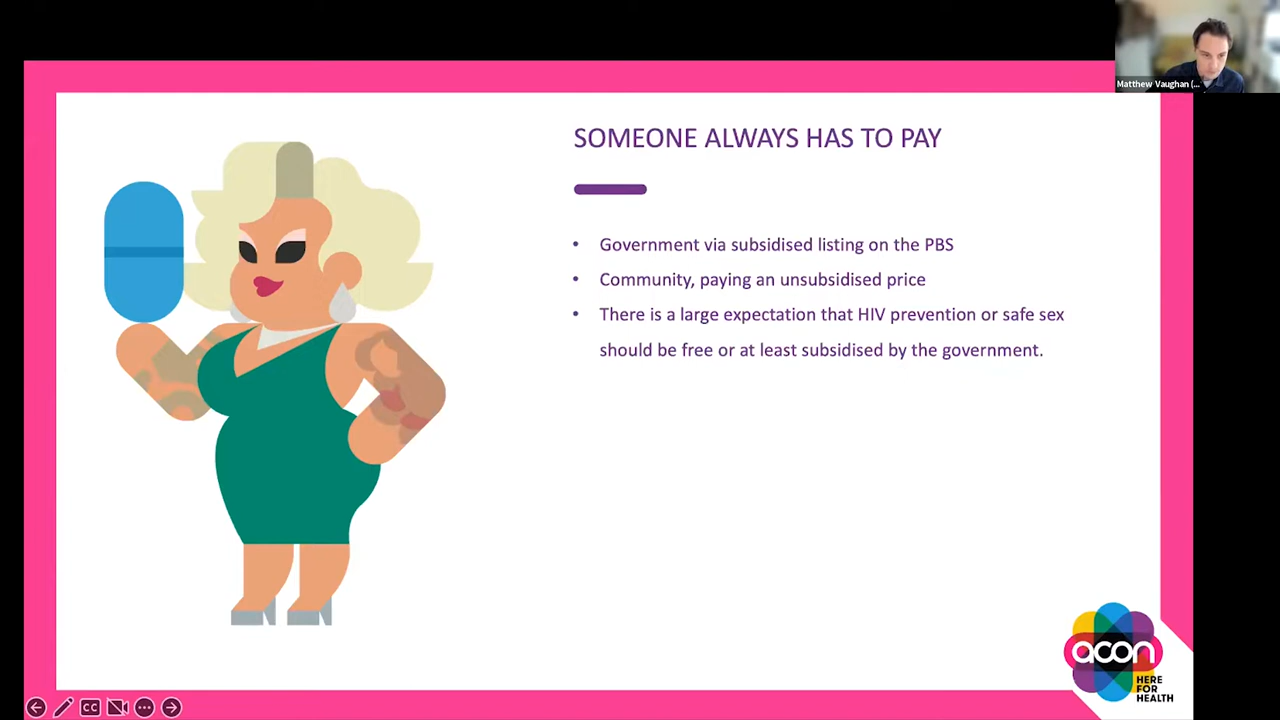 Matthew Vaughan (...
SOMEONE ALWAYS HAS TO PAY
• Government via subsidised listing on the PBS
• Community, paying an unsubsidised price
• There is a large expectation that HIV prevention or safe sex
should be free or at least subsidised by the government.
acon
HERE
FOR
HEALTH
CC